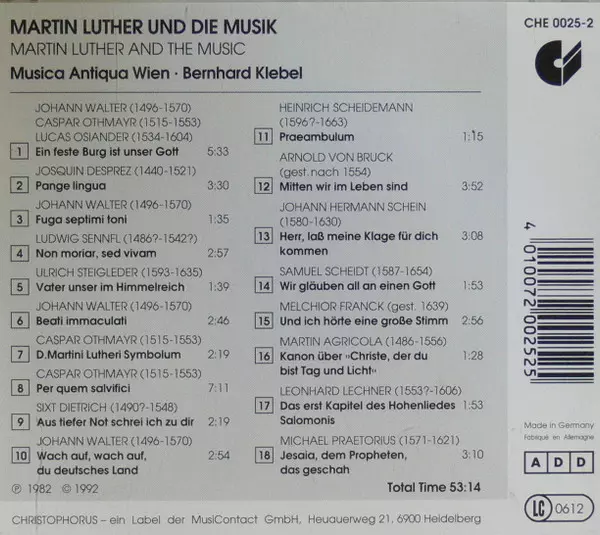 MARTIN LUTHER UND DIE MUSIK
MARTIN LUTHER AND THE MUSIC
Musica Antiqua Wien · Bernhard Klebel
CHE 0025-2
JOHANN WALTER (1496-1570)
CASPAR OTHMAYR (1515-1553)
LUCAS OSIANDER (1534-1604)
1 Ein feste Burg ist unser Gott 5:33
JOSQUIN DESPREZ (1440-1521)
2 Pange lingua 3:30
JOHANN WALTER (1496-1570)
3 Fuga septimi toni 1:35
LUDWIG SENNFL (1486?-1542?)
4 Non moriar, sed vivam 2:57
ULRICH STEIGLEDER (1593-1635)
5 Vater unser im Himmelreich 1:39
JOHANN WALTER (1496-1570)
6 Beati immaculati 2:46
CASPAR OTHMAYR (1515-1553)
7 D.Martini Lutheri Symbolum 2:19
CASPAR OTHMAYR (1515-1553)
8 Per quem salvifici 7:11
SIXT DIETRICH (1490?-1548)
9 Aus tiefer Not schrei ich zu dir 2:19
JOHANN WALTER (1496-1570)
10 Wach auf, wach auf, 2:54
du deutsches Land
HEINRICH SCHEIDEMANN
(1596?-1663)
11 Praeambulum 1:15
ARNOLD VON BRUCK
(gest. nach 1554)
12 Mitten wir im Leben sind 3:52
JOHANN HERMANN SCHEIN
(1580-1630)
13 Herr, laß meine Klage für dich 3:08
kommen
SAMUEL SCHEIDT (1587-1654)
14 Wir gläuben all an einen Gott 1:53
MELCHIOR FRANCK (gest. 1639)
15 Und ich hörte eine große Stimm 2:56
MARTIN AGRICOLA (1486-1556)
16 Kanon über »Christe, der du 1:28
bist Tag und Licht«
LEONHARD LECHNER (1553?-1606)
17 Das erst Kapitel des Hohenliedes 1:53
Salomonis
MICHAEL PRAETORIUS (1571-1621)
18 Jesaia, dem Propheten, 3:10
das geschah
℗ 1982 © 1992
Total Time 53:14
CHRISTOPHORUS – ein Label der MusiContact GmbH, Heuauerweg 21, 6900 Heidelberg
4 010072 002525
Made in Germany
Fabriqué en Allemagne
A D D
LC 0612